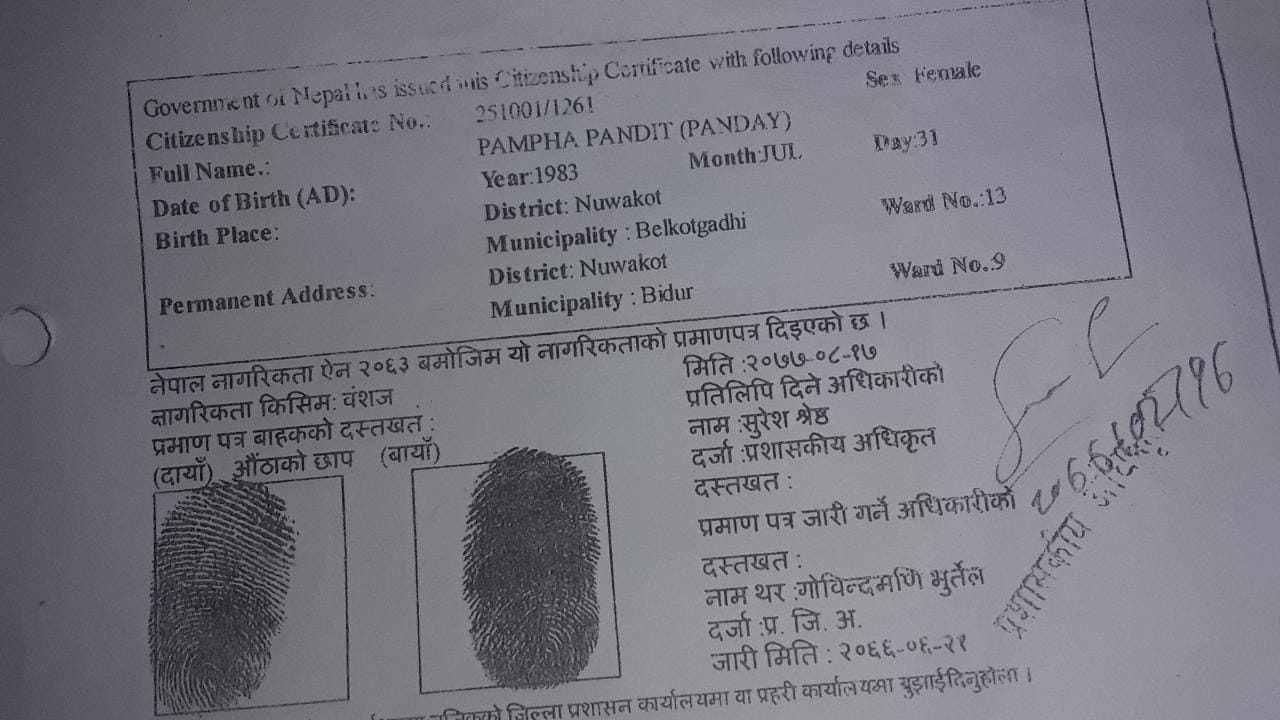 Government of Nepal has issued this Citizenship Certificate with following details
Citizenship Certificate No.: 251001/1261 Sex Female
Full Name.: PAMPHA PANDIT (PANDAY)
Date of Birth (AD): Year:1983 Month:JUL Day:31
Birth Place: District: Nuwakot
Municipality : Belkotgadhi Ward No.:13
Permanent Address: District: Nuwakot
Municipality : Bidur Ward No.:9
नेपाल नागरिकता ऐन २०६३ बमोजिम यो नागरिकताको प्रमाणपत्र दिइएको छ ।
नागरिकता किसिम: वंशज
प्रमाण पत्र बाहकको दस्तखत :
(दायाँ) औंठाको छाप (बायाँ)
मिति :२०७७-०८-१७
प्रतिलिपि दिने अधिकारीको
नाम :सुरेश श्रेष्ठ
दर्जा :प्रशासकीय अधिकृत
दस्तखत :
प्रमाण पत्र जारी गर्ने अधिकारीको
दस्तखत :
नाम थर :गोविन्दमणि भुर्तेल
दर्जा :प्र. जि. अ.
जारी मिति : २०६६-०६-२१
प्रशासकीय
जिल्ला प्रशासन कार्यालयमा वा प्रहरी कार्यालयमा बुझाईदिनुहोला ।